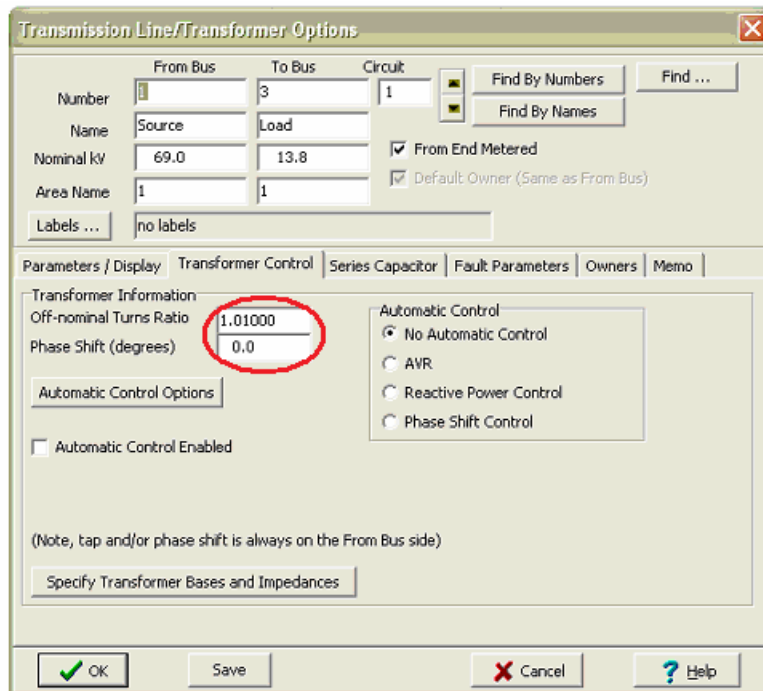 Transmission Line/Transformer Options
From Bus To Bus Circuit
Number 1 3 1 Find By Numbers Find ...
Find By Names
Name Source Load
Nominal kV 69.0 13.8 From End Metered
Area Name 1 1 Default Owner (Same as From Bus)
Labels ... no labels
Parameters / Display Transformer Control Series Capacitor Fault Parameters Owners Memo
Transformer Information
Off-nominal Turns Ratio 1.01000
Phase Shift (degrees) 0.0
Automatic Control Options
Automatic Control Enabled
Automatic Control
No Automatic Control
AVR
Reactive Power Control
Phase Shift Control
(Note, tap and/or phase shift is always on the From Bus side)
Specify Transformer Bases and Impedances
OK Save Cancel ? Help